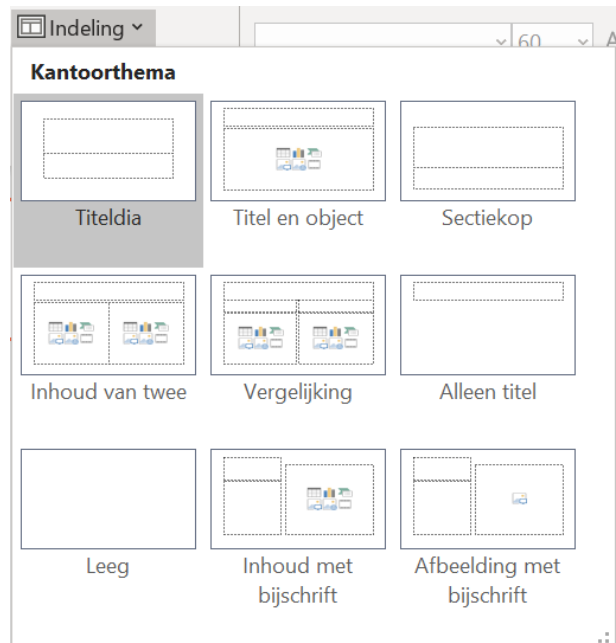 Indeling
60
A
Kantoorthema
Titeldia
Titel en object
Sectiekop
Inhoud van twee
Vergelijking
Alleen titel
Leeg
Inhoud met
bijschrift
Afbeelding met
bijschrift